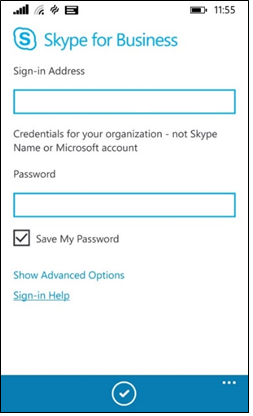 11:55
S Skype for Business
Sign-in Address
Credentials for your organization - not Skype
Name or Microsoft account
Password
Save My Password
Show Advanced Options
Sign-in Help